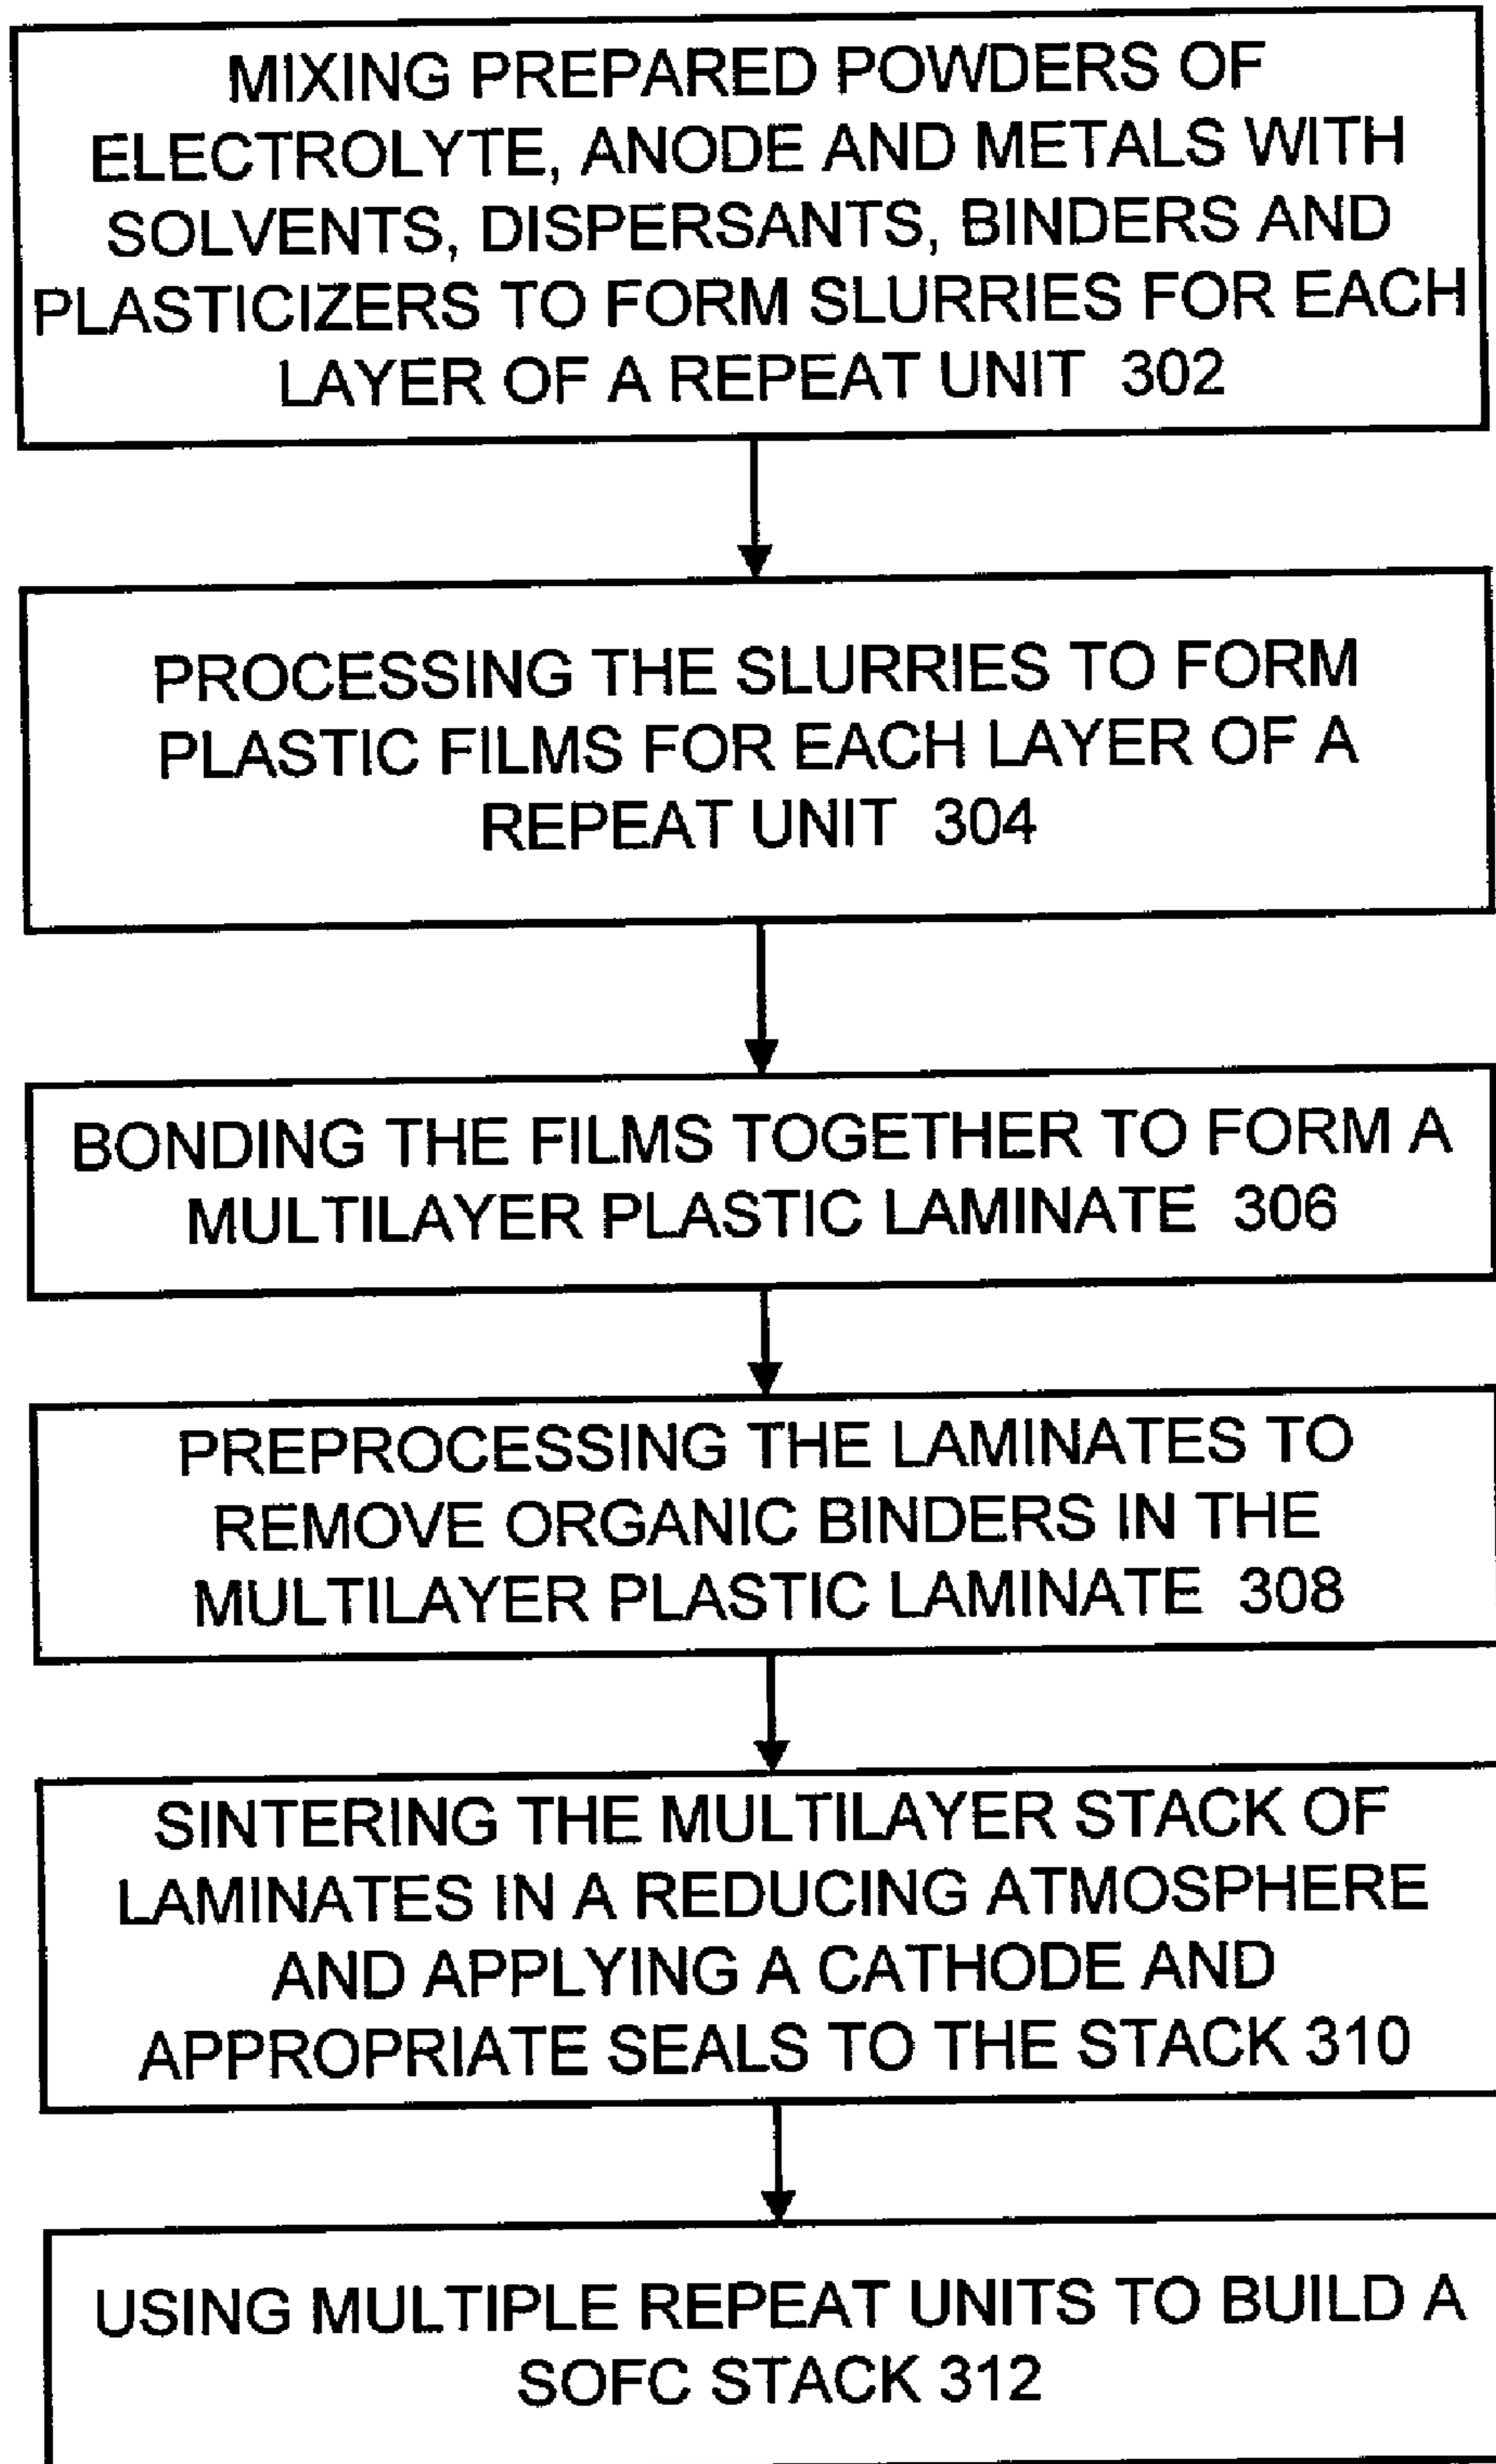 MIXING PREPARED POWDERS OF
ELECTROLYTE, ANODE AND METALS WITH
SOLVENTS, DISPERSANTS, BINDERS AND
PLASTICIZERS TO FORM SLURRIES FOR EACH
LAYER OF A REPEAT UNIT 302
PROCESSING THE SLURRIES TO FORM
PLASTIC FILMS FOR EACH LAYER OF A
REPEAT UNIT 304
BONDING THE FILMS TOGETHER TO FORM A
MULTILAYER PLASTIC LAMINATE 306
PREPROCESSING THE LAMINATES TO
REMOVE ORGANIC BINDERS IN THE
MULTILAYER PLASTIC LAMINATE 308
SINTERING THE MULTILAYER STACK OF
LAMINATES IN A REDUCING ATMOSPHERE
AND APPLYING A CATHODE AND
APPROPRIATE SEALS TO THE STACK 310
USING MULTIPLE REPEAT UNITS TO BUILD A
SOFC STACK 312